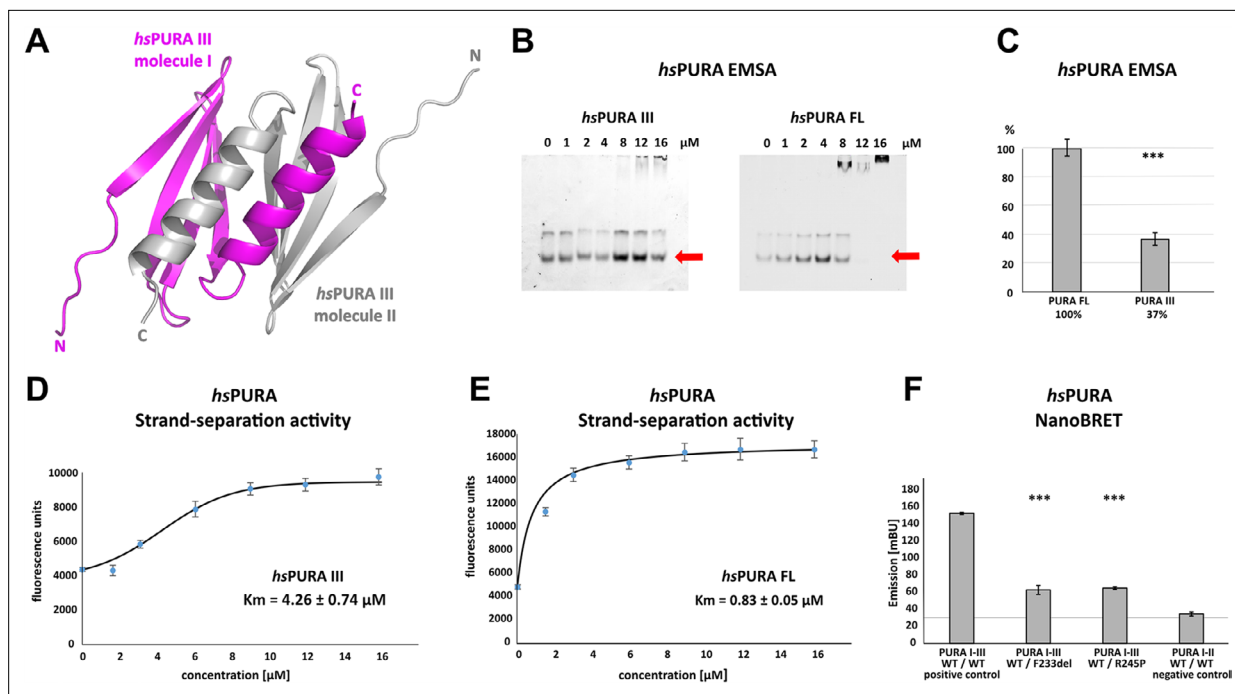 A
hsPURA III
molecule I
N
C
C
N
hsPURA III
molecule II
B
hsPURA EMSA
hsPURA III
hsPURA FL
0 1 2 4 8 12 16 µM
0 1 2 4 8 12 16 µM
C
hsPURA EMSA
%
100
80
60
40
20
0
***
PURA FL
100%
PURA III
37%
D
hsPURA
Strand-separation activity
fluorescence units
10000
8000
6000
4000
2000
0
0 2 4 6 8 10 12 14 16
concentration [µM]
hsPURA III
Km = 4.26 ± 0.74 µM
E
hsPURA
Strand-separation activity
fluorescence units
18000
16000
14000
12000
10000
8000
6000
4000
2000
0
0 2 4 6 8 10 12 14 16
concentration [µM]
hsPURA FL
Km = 0.83 ± 0.05 µM
F
hsPURA
NanoBRET
Emission [mBU]
180
160
140
120
100
80
60
40
20
0
***
***
PURA I-III
WT / WT
positive control
PURA I-III
WT / F233del
PURA I-III
WT / R245P
PURA I-II
WT / WT
negative control